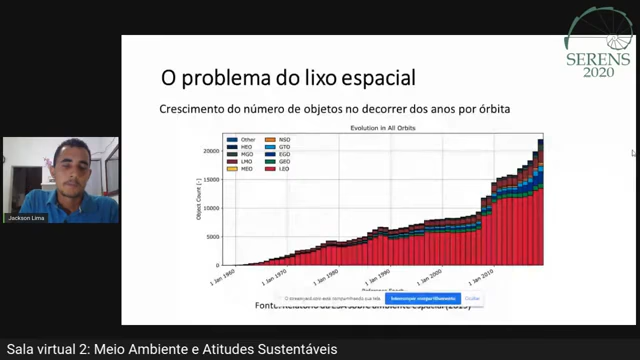 SERENS
2020
O problema do lixo espacial
Crescimento do número de objetos no decorrer dos anos por órbita
Evolution in All Orbits
Other
NSO
HEO
GTO
MGO
EGO
LMO
GEO
MEO
LEO
Object Count [-]
20000
15000
10000
5000
0
1 Jan 1960
1 Jan 1970
1 Jan 1980
1 Jan 1990
1 Jan 2000
1 Jan 2010
Reference Epoch
está compartilhando sua tela.
Interromper compartilhamento
Ocultar
Fonte: Relatório da ESA sobre ambiente espacial (2019)
Jackson Lima
Sala virtual 2: Meio Ambiente e Atitudes Sustentáveis